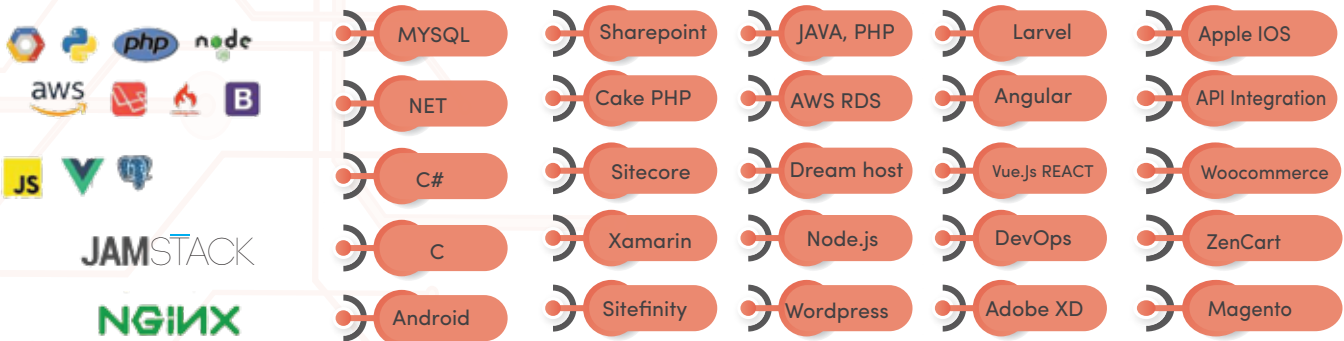 php
node
aws
B
JS
JAMSTACK
NGINX
MYSQL
NET
C#
C
Android
Sharepoint
Cake PHP
Sitecore
Xamarin
Sitefinity
JAVA, PHP
AWS RDS
Dream host
Node.js
Wordpress
Larvel
Angular
Vue.Js REACT
DevOps
Adobe XD
Apple IOS
API Integration
Woocommerce
ZenCart
Magento